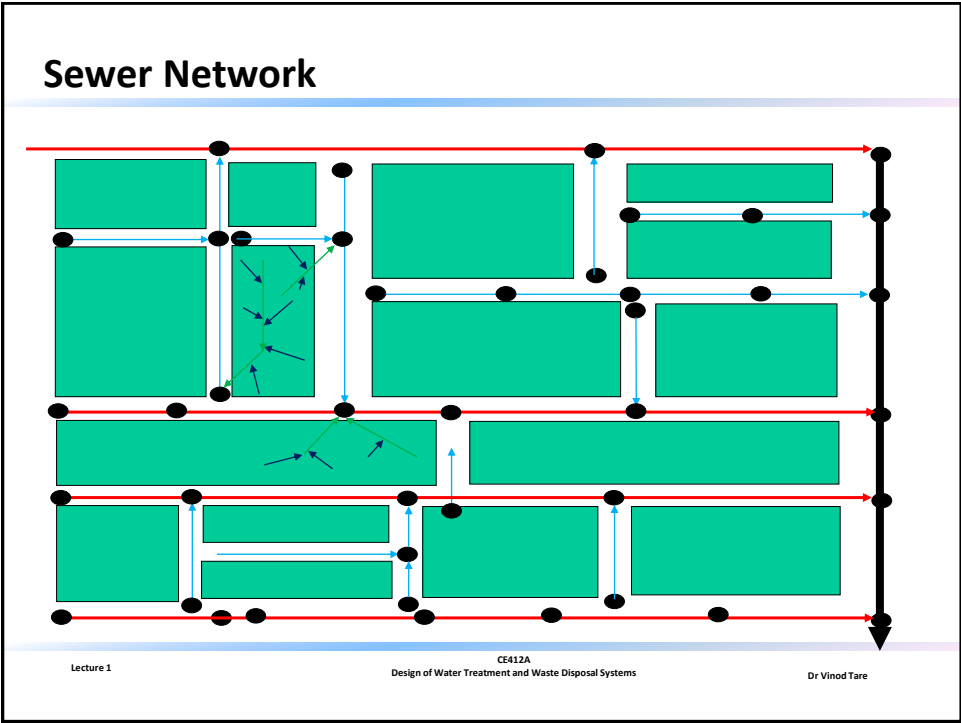 Sewer Network
Lecture 1
CE412A
Design of Water Treatment and Waste Disposal Systems
Dr Vinod Tare